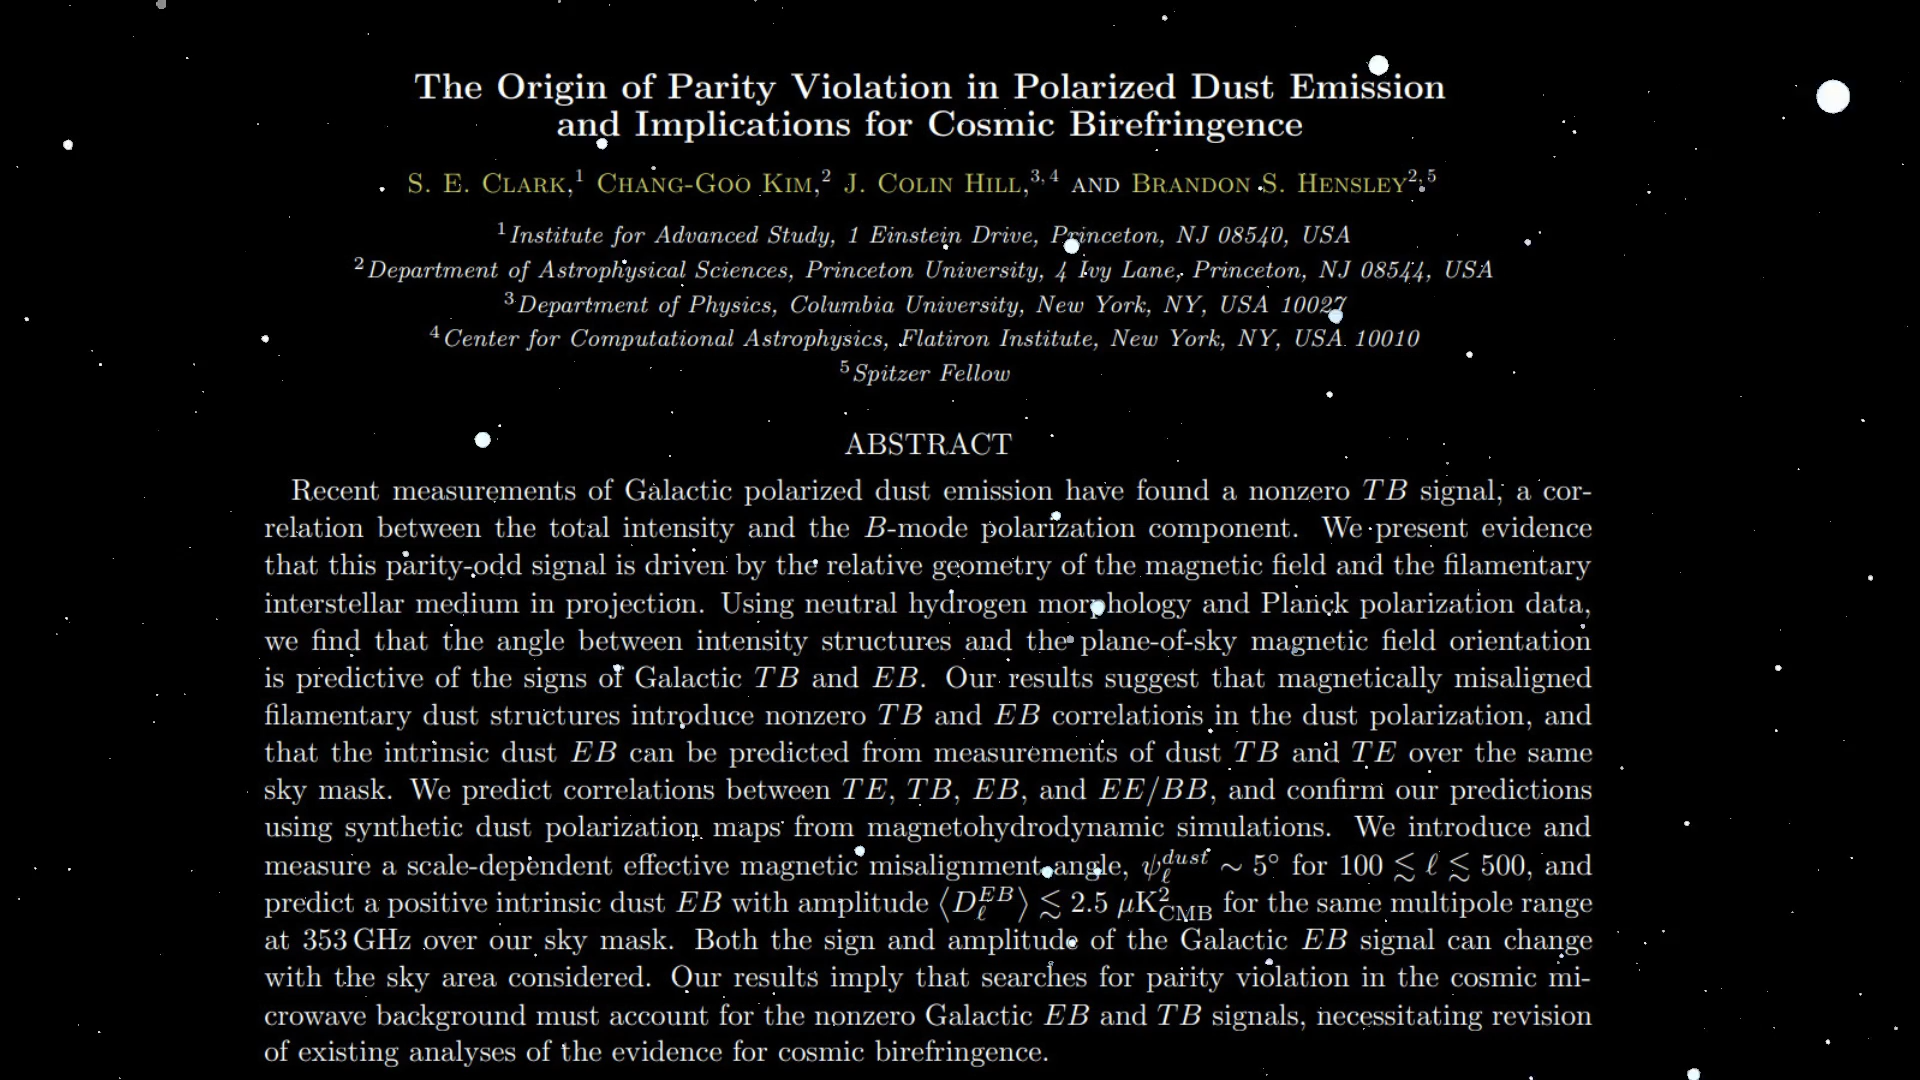 The Origin of Parity Violation in Polarized Dust Emission
and Implications for Cosmic Birefringence
S. E. Clark,¹ Chang-Goo Kim,² J. Colin Hill,³,⁴ and Brandon S. Hensley²,⁵
¹Institute for Advanced Study, 1 Einstein Drive, Princeton, NJ 08540, USA
²Department of Astrophysical Sciences, Princeton University, 4 Ivy Lane, Princeton, NJ 08544, USA
³Department of Physics, Columbia University, New York, NY, USA 10027
⁴Center for Computational Astrophysics, Flatiron Institute, New York, NY, USA 10010
⁵Spitzer Fellow
ABSTRACT
Recent measurements of Galactic polarized dust emission have found a nonzero TB signal, a cor-
relation between the total intensity and the B-mode polarization component. We present evidence
that this parity-odd signal is driven by the relative geometry of the magnetic field and the filamentary
interstellar medium in projection. Using neutral hydrogen morphology and Planck polarization data,
we find that the angle between intensity structures and the plane-of-sky magnetic field orientation
is predictive of the signs of Galactic TB and EB. Our results suggest that magnetically misaligned
filamentary dust structures introduce nonzero TB and EB correlations in the dust polarization, and
that the intrinsic dust EB can be predicted from measurements of dust TB and TE over the same
sky mask. We predict correlations between TE, TB, EB, and EE/BB, and confirm our predictions
using synthetic dust polarization maps from magnetohydrodynamic simulations. We introduce and
measure a scale-dependent effective magnetic misalignment angle, ψ_ℓ^dust ∼ 5° for 100 ≲ ℓ ≲ 500, and
predict a positive intrinsic dust EB with amplitude ⟨D_ℓ^EB⟩ ≲ 2.5 μK²_CMB for the same multipole range
at 353 GHz over our sky mask. Both the sign and amplitude of the Galactic EB signal can change
with the sky area considered. Our results imply that searches for parity violation in the cosmic mi-
crowave background must account for the nonzero Galactic EB and TB signals, necessitating revision
of existing analyses of the evidence for cosmic birefringence.